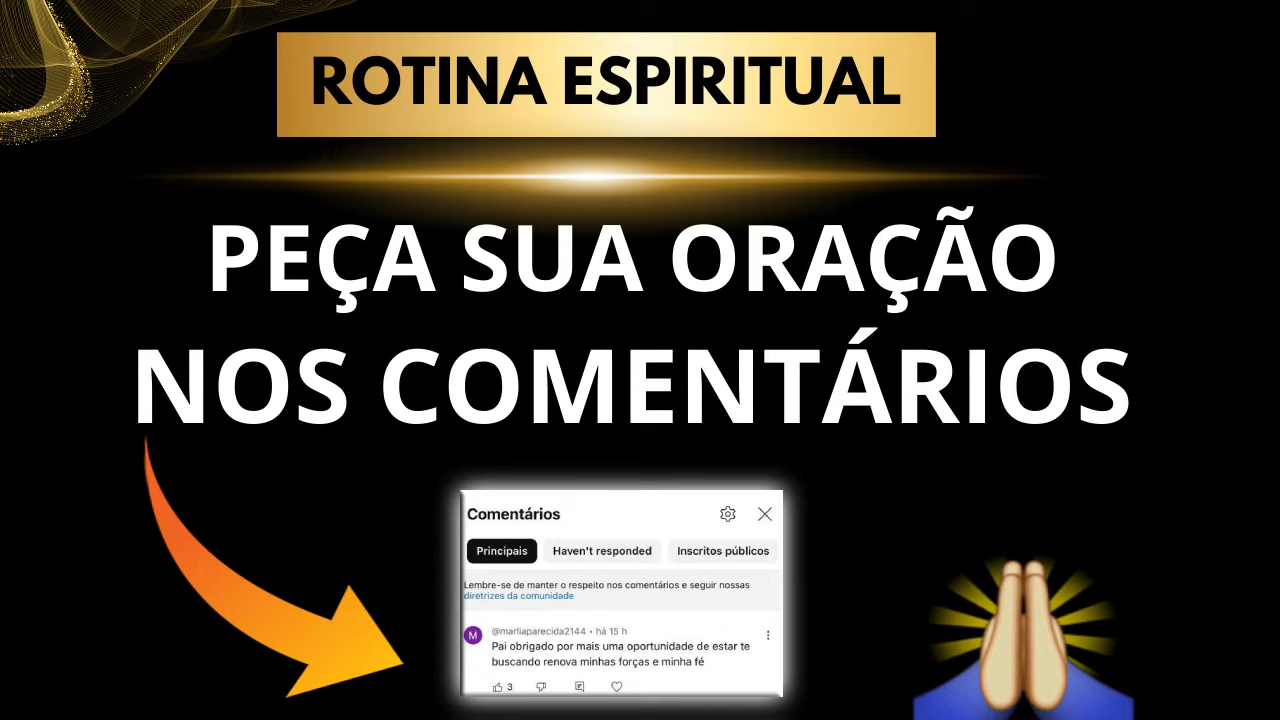 ROTINA ESPIRITUAL
PEÇA SUA ORAÇÃO
NOS COMENTÁRIOS
Comentários
Principais Haven't responded Inscritos públicos
Lembre-se de manter o respeito nos comentários e seguir nossas
diretrizes da comunidade
M @marliaparecida2144 • há 15 h
Pai obrigado por mais uma oportunidade de estar te
buscando renova minhas forças e minha fé
3